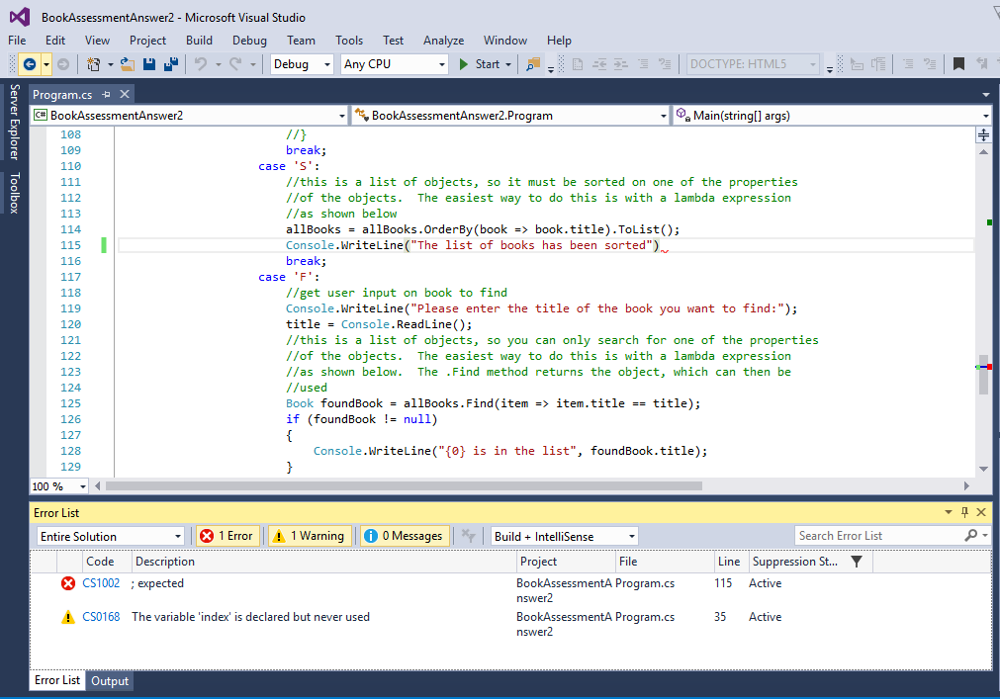 BookAssessmentAnswer2 - Microsoft Visual Studio
File Edit View Project Build Debug Team Tools Test Analyze Window Help
Debug Any CPU Start DOCTYPE: HTML5
Server Explorer
Toolbox
Program.cs
C# BookAssessmentAnswer2 BookAssessmentAnswer2.Program Main(string[] args)
108 //}
109 break;
110 case 'S':
111 //this is a list of objects, so it must be sorted on one of the properties
112 //of the objects.  The easiest way to do this is with a lambda expression
113 //as shown below
114 allBooks = allBooks.OrderBy(book => book.title).ToList();
115 Console.WriteLine("The list of books has been sorted")
116 break;
117 case 'F':
118 //get user input on book to find
119 Console.WriteLine("Please enter the title of the book you want to find:");
120 title = Console.ReadLine();
121 //this is a list of objects, so you can only search for one of the properties
122 //of the objects.  The easiest way to do this is with a lambda expression
123 //as shown below.  The .Find method returns the object, which can then be
124 //used
125 Book foundBook = allBooks.Find(item => item.title == title);
126 if (foundBook != null)
127 {
128 Console.WriteLine("{0} is in the list", foundBook.title);
129 }
100 %
Error List
Entire Solution 1 Error 1 Warning 0 Messages Build + IntelliSense Search Error List
Code Description Project File Line Suppression St...
CS1002 ; expected BookAssessmentA Program.cs 115 Active
nswer2
CS0168 The variable 'index' is declared but never used BookAssessmentA Program.cs 35 Active
nswer2
Error List Output